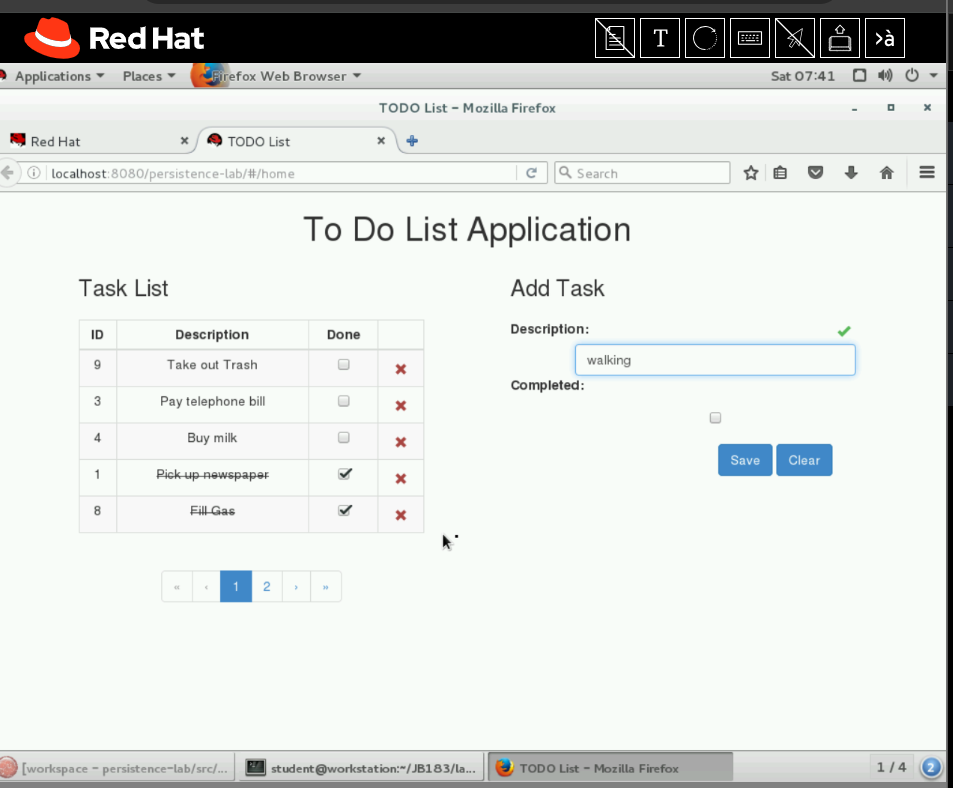 Red Hat
T
>à
Applications Places Firefox Web Browser Sat 07:41
TODO List - Mozilla Firefox
Red Hat TODO List
localhost:8080/persistence-lab/#/home Search
To Do List Application
Task List
ID Description Done
9 Take out Trash
3 Pay telephone bill
4 Buy milk
1 Pick up newspaper
8 Fill Gas
« ‹ 1 2 › »
Add Task
Description:
walking
Completed:
Save Clear
[workspace - persistence-lab/src/... student@workstation:~/JB183/la... TODO List - Mozilla Firefox 1 / 4 2